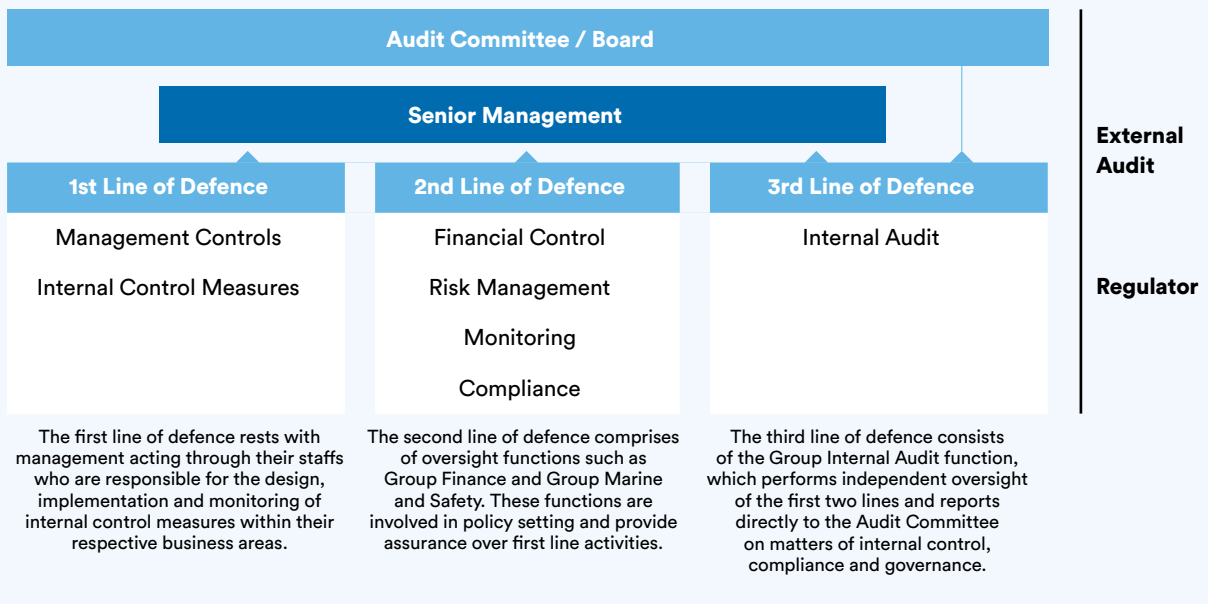 Audit Committee / Board
Senior Management
1st Line of Defence
Management Controls
Internal Control Measures
The first line of defence rests with
management acting through their staffs
who are responsible for the design,
implementation and monitoring of
internal control measures within their
respective business areas.
2nd Line of Defence
Financial Control
Risk Management
Monitoring
Compliance
The second line of defence comprises
of oversight functions such as
Group Finance and Group Marine
and Safety. These functions are
involved in policy setting and provide
assurance over first line activities.
3rd Line of Defence
Internal Audit
The third line of defence consists
of the Group Internal Audit function,
which performs independent oversight
of the first two lines and reports
directly to the Audit Committee
on matters of internal control,
compliance and governance.
External
Audit
Regulator